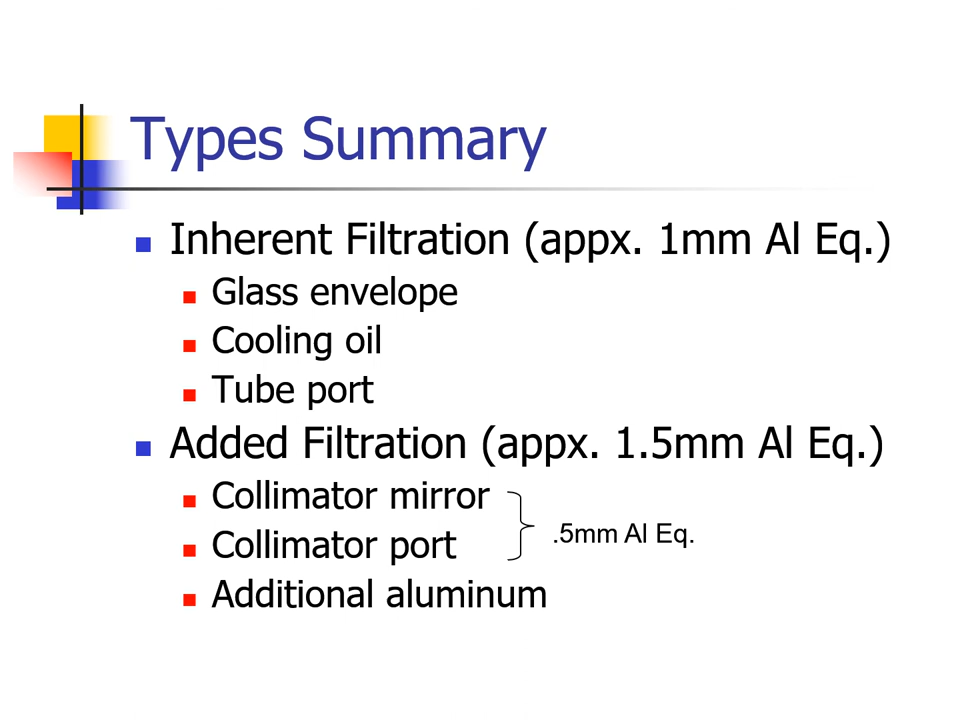 Types Summary
Inherent Filtration (appx. 1mm Al Eq.)
Glass envelope
Cooling oil
Tube port
Added Filtration (appx. 1.5mm Al Eq.)
Collimator mirror
Collimator port
.5mm Al Eq.
Additional aluminum